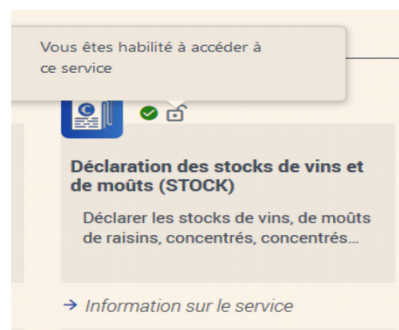 Vous êtes habilité à accéder à
ce service
Déclaration des stocks de vins et
de moûts (STOCK)
Déclarer les stocks de vins, de moûts
de raisins, concentrés, concentrés...
→ Information sur le service